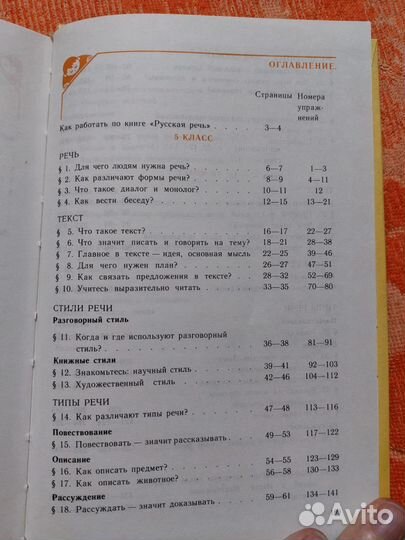 ОГЛАВЛЕНИЕ
Страницы Номера
упраж-
нений
Как работать по книге «Русская речь» . . . . 3—4
5 КЛАСС
РЕЧЬ
§ 1. Для чего людям нужна речь? . . . . 6—7 1—3
§ 2. Как различают формы речи? . . . . 8—9 4—11
§ 3. Что такое диалог и монолог? . . . . 10—11 12
§ 4. Как вести беседу? . . . . 12—15 13—21
ТЕКСТ
§ 5. Что такое текст? . . . . 16—17 22—27
§ 6. Что значит писать и говорить на тему? 18—21 28—38
§ 7. Главное в тексте — идея, основная мысль 22—25 39—46
§ 8. Для чего нужен план? . . . . 26—27 47—51
§ 9. Как связать предложения в тексте? . . 28—32 52—69
§ 10. Учитесь выразительно читать . . . . 33—35 70—80
СТИЛИ РЕЧИ
Разговорный стиль
§ 11. Когда и где используют разговорный
стиль? . . . . 36—38 81—91
Книжные стили
§ 12. Знакомьтесь: научный стиль . . . . 39—41 92—103
§ 13. Художественный стиль . . . . 42—46 104—112
ТИПЫ РЕЧИ
§ 14. Как различают типы речи? . . . . 47—48 113—116
Повествование
§ 15. Повествовать — значит рассказывать . . 49—53 117—122
Описание
§ 16. Как описать предмет? . . . . 54—55 123—129
§ 17. Как описать животное? . . . . 56—58 130—133
Рассуждение
§ 18. Рассуждать — значит доказывать . . . 59—61 134—141
Avito